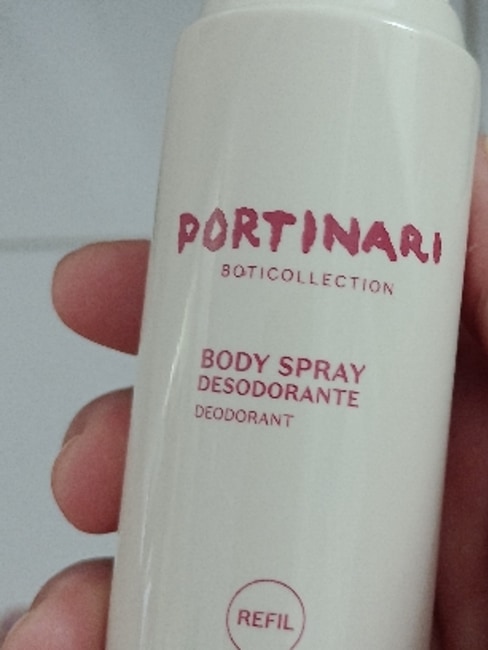 PORTINARI
BOTICOLLECTION
BODY SPRAY
DESODORANTE
DEODORANT
REFIL